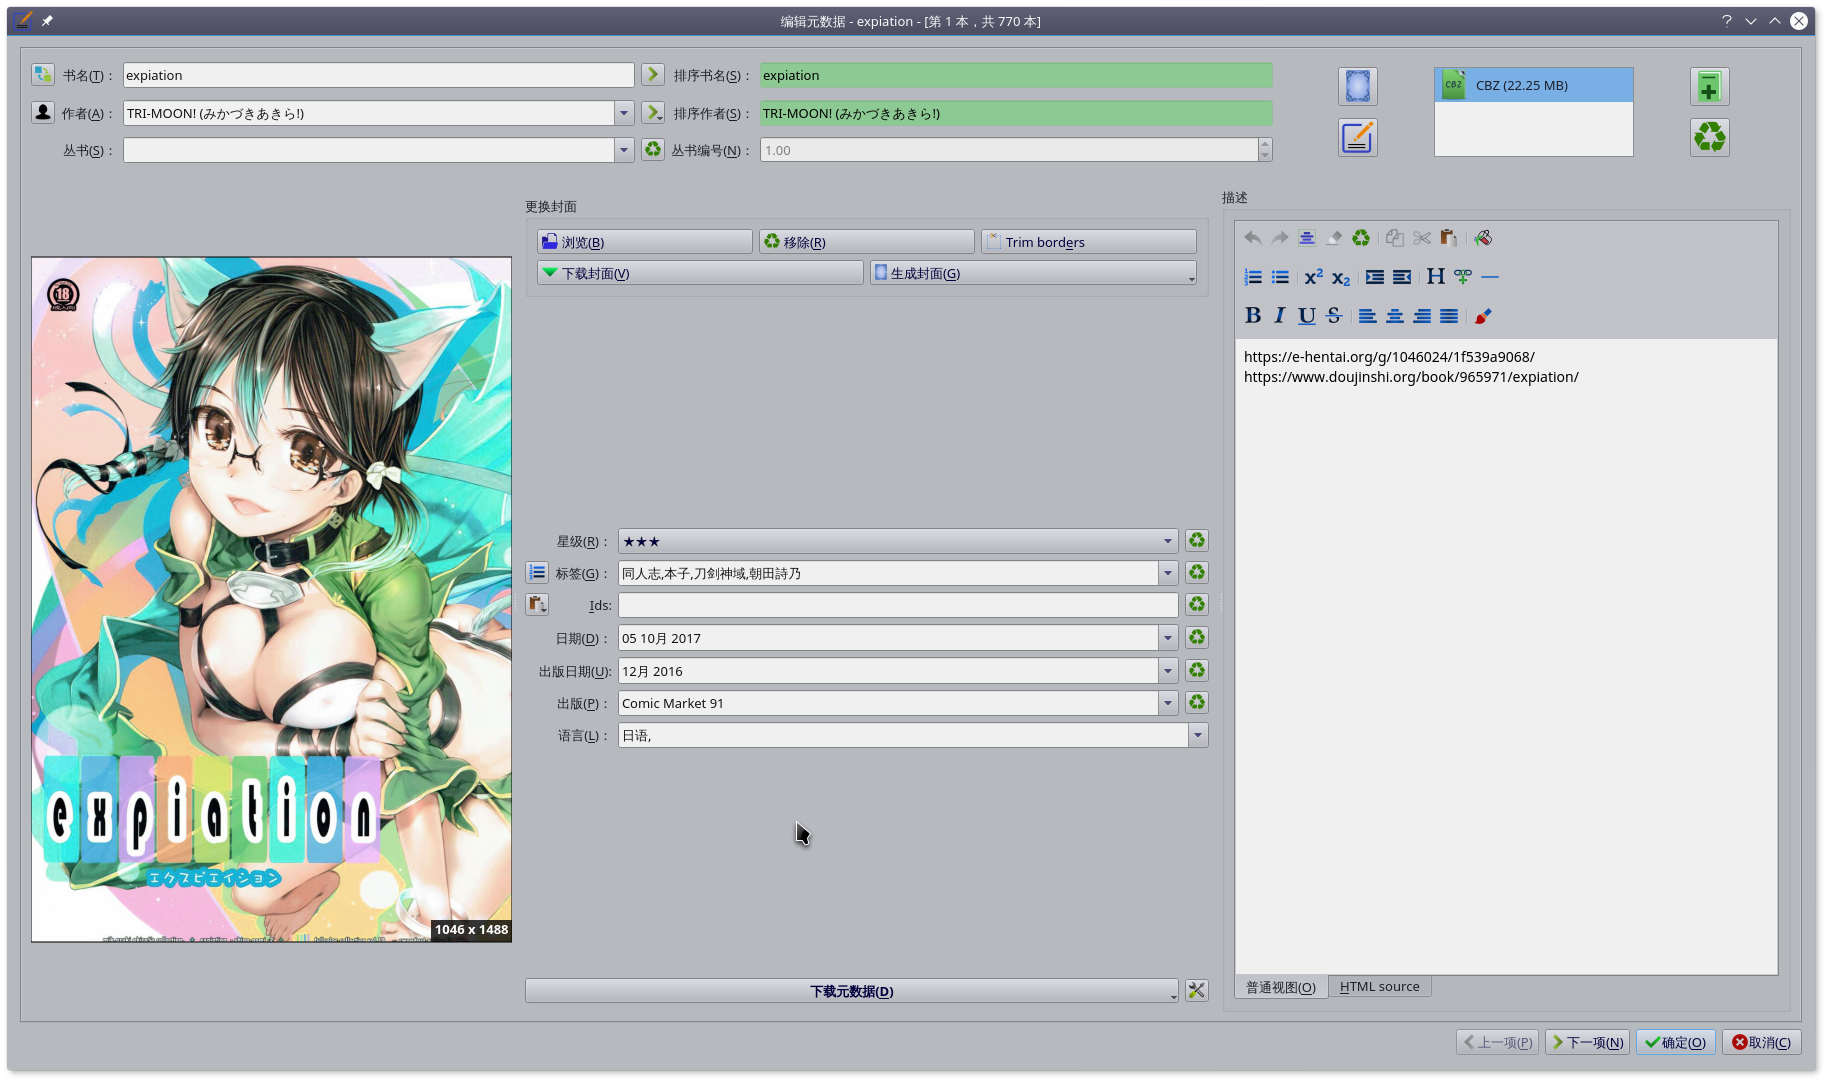 编辑元数据 - expiation - [第 1 本，共 770 本]
书名(T)： expiation
排序书名(S)： expiation
作者(A)： TRI-MOON! (みかづきあきら!)
排序作者(S)： TRI-MOON! (みかづきあきら!)
丛书(S)：
丛书编号(N)： 1.00
CBZ
CBZ (22.25 MB)
更换封面
浏览(B)
移除(R)
Trim borders
下载封面(V)
生成封面(G)
18
expiation
エクスピエイション
1046 x 1488
星级(R)： ★★★
标签(G)： 同人志,本子,刀剑神域,朝田詩乃
Ids:
日期(D)： 05 10月 2017
出版日期(U): 12月 2016
出版(P)： Comic Market 91
语言(L)： 日语,
下载元数据(D)
描述
https://e-hentai.org/g/1046024/1f539a9068/
https://www.doujinshi.org/book/965971/expiation/
普通视图(O)
HTML source
上一项(P)
下一项(N)
确定(O)
取消(C)